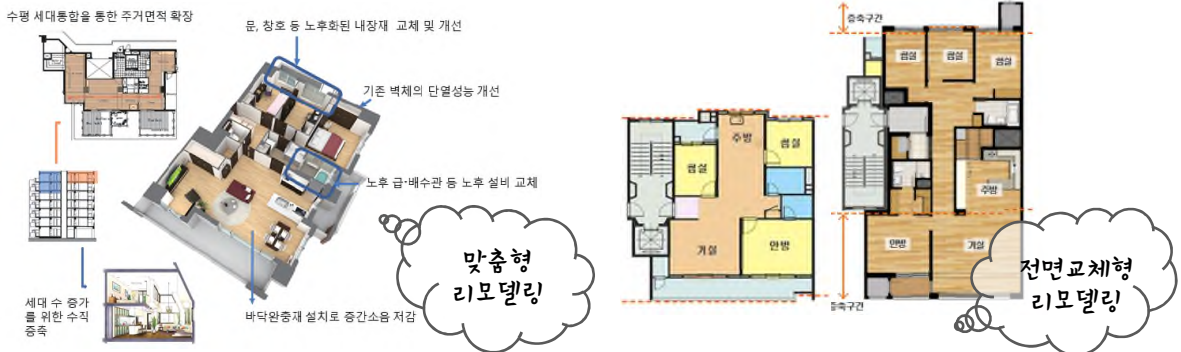 수평 세대통합을 통한 주거면적 확장
문, 창호 등 노후화된 내장재 교체 및 개선
기존 벽체의 단열성능 개선
노후 급·배수관 등 노후 설비 교체
맞춤형
리모델링
세대 수 증가
를 위한 수직
증축
바닥완충재 설치로 층간소음 저감
주방
침실
침실
거실
안방
증축구간
침실
침실
침실
주방
안방
거실
증축구간
전면교체형
리모델링